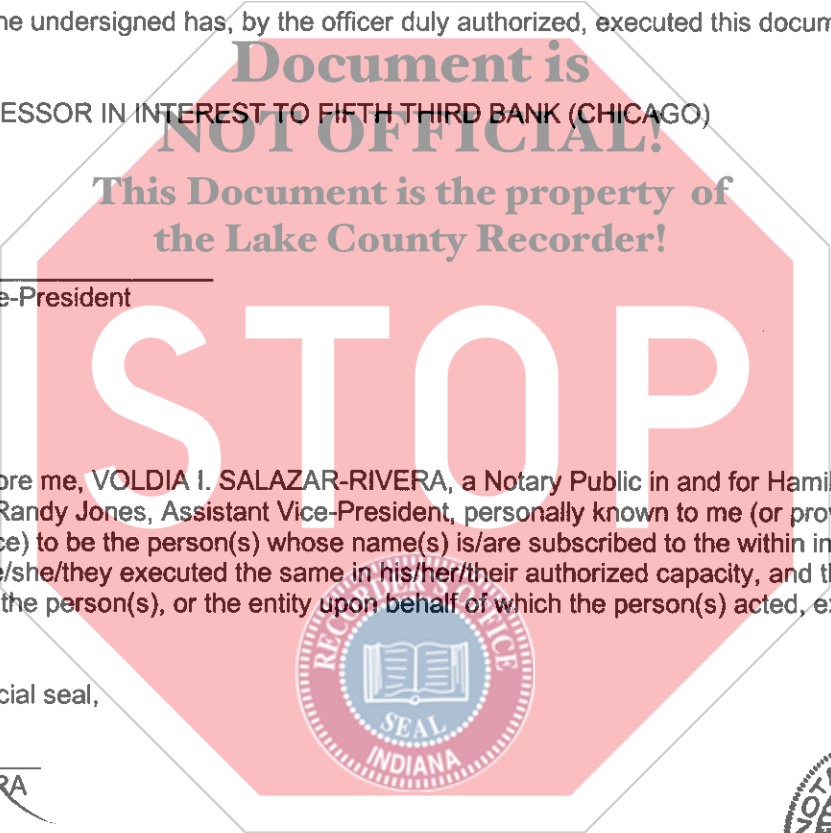 ne undersigned has, by the officer duly authorized, executed this docum
Document is
ESSOR IN INTEREST TO FIFTH THIRD BANK (CHICAGO)
NOT OFFICIAL!
This Document is the property of
the Lake County Recorder!
e-President
STOP
ore me, VOLDIA I. SALAZAR-RIVERA, a Notary Public in and for Hamil
Randy Jones, Assistant Vice-President, personally known to me (or prov
ce) to be the person(s) whose name(s) is/are subscribed to the within in
e/she/they executed the same in his/her/their authorized capacity, and th
the person(s), or the entity upon behalf of which the person(s) acted, ex
RECORDER'S OFFICE
SEAL
INDIANA
cial seal,
RA
NOTA